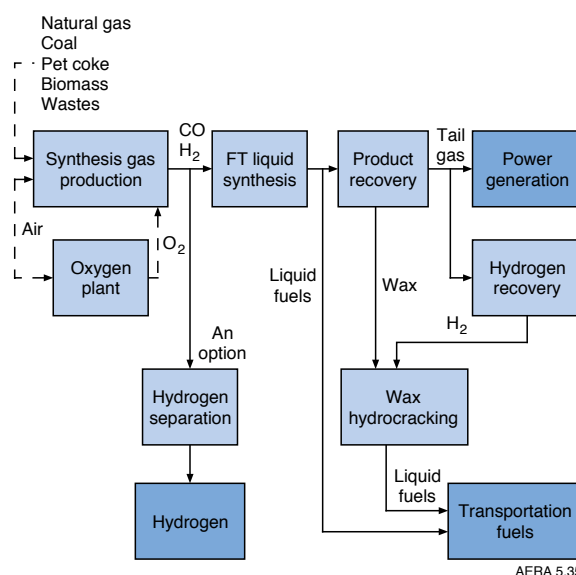 Natural gas
Coal
Pet coke
Biomass
Wastes
Synthesis gas
production
CO
H2
FT liquid
synthesis
Product
recovery
Tail
gas
Power
generation
Air
Oxygen
plant
O2
Liquid
fuels
Wax
Hydrogen
recovery
H2
An
option
Hydrogen
separation
Wax
hydrocracking
Liquid
fuels
Hydrogen
Transportation
fuels
AERA 5.35